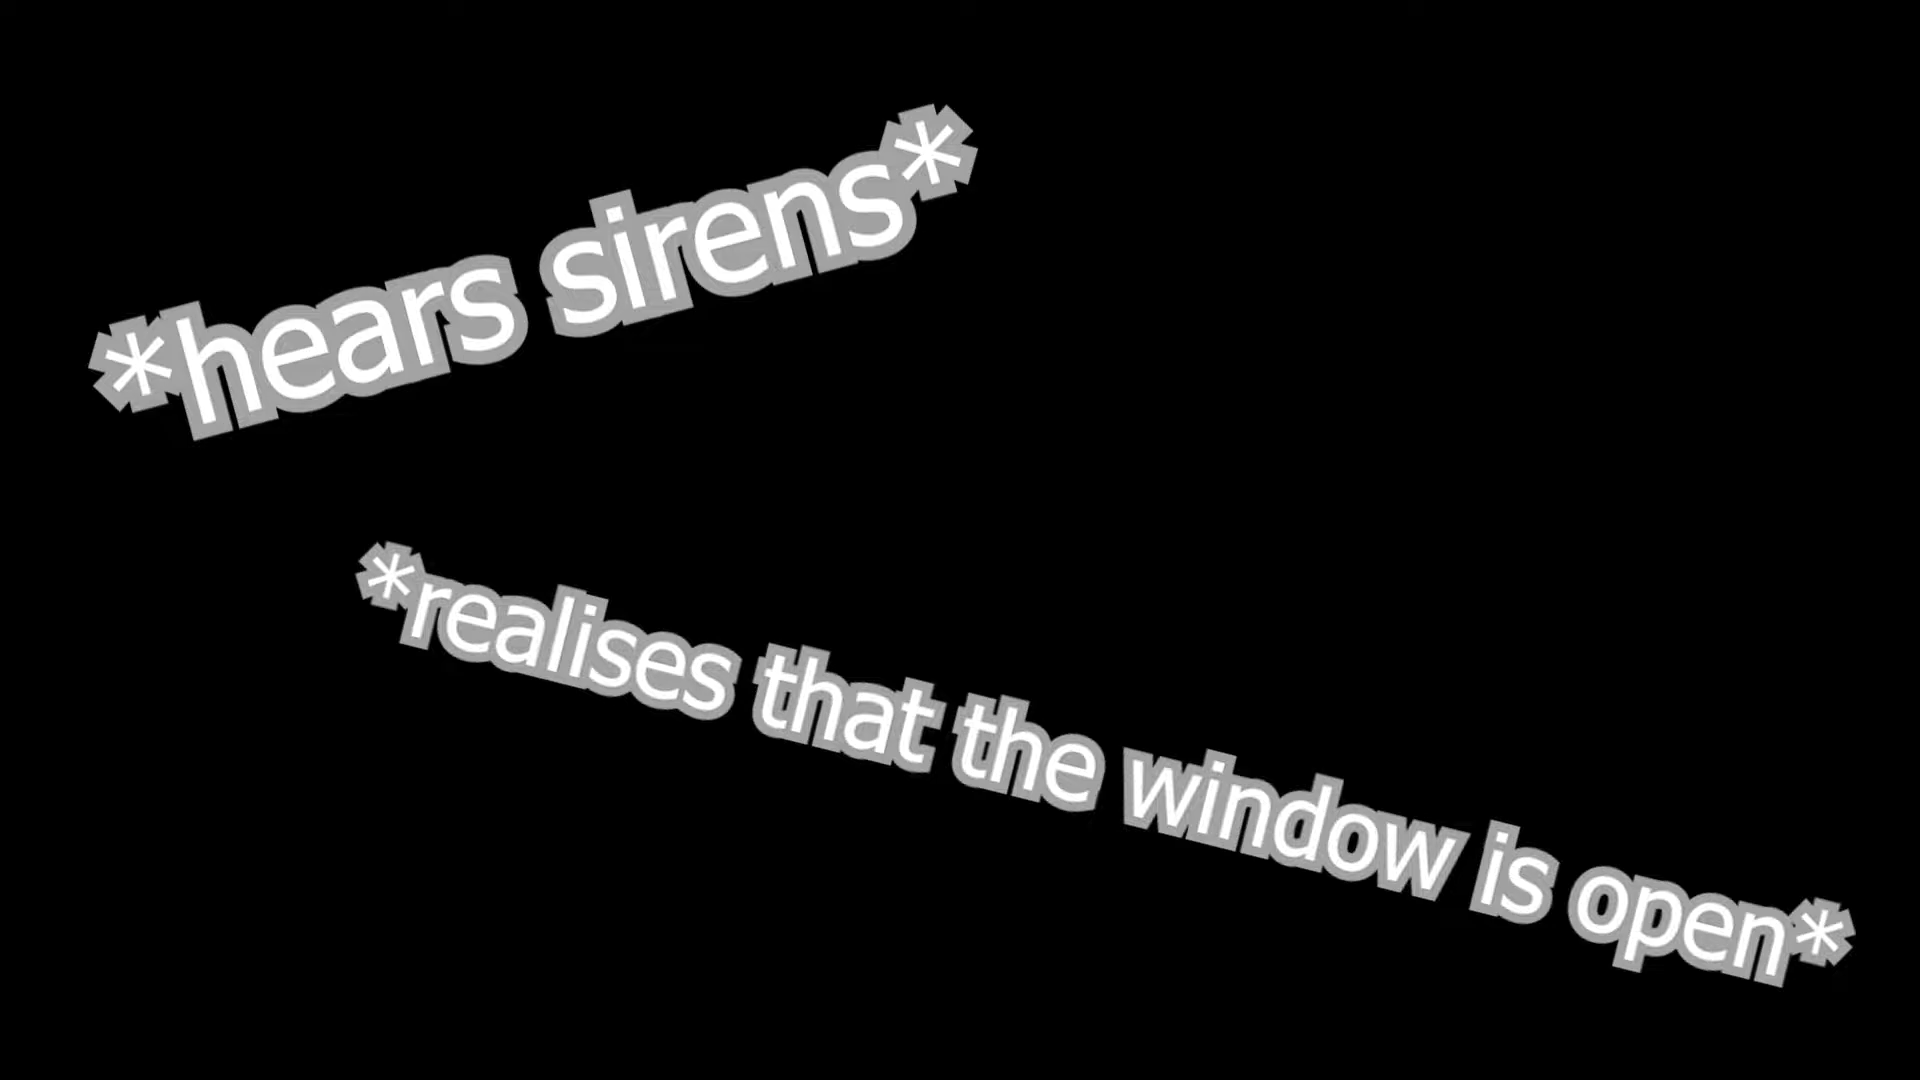 *hears sirens*
*realises that the window is open*